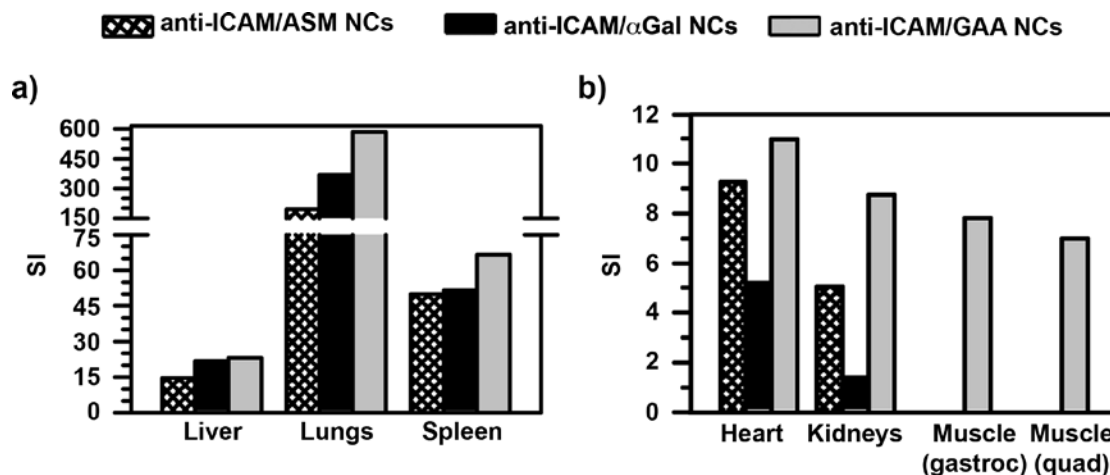 anti-ICAM/ASM NCs anti-ICAM/αGal NCs anti-ICAM/GAA NCs
a)
600
450
300
150
75
60
45
30
15
0
SI
Liver Lungs Spleen
b)
12
10
8
6
4
2
0
SI
Heart Kidneys Muscle Muscle
(gastroc) (quad)